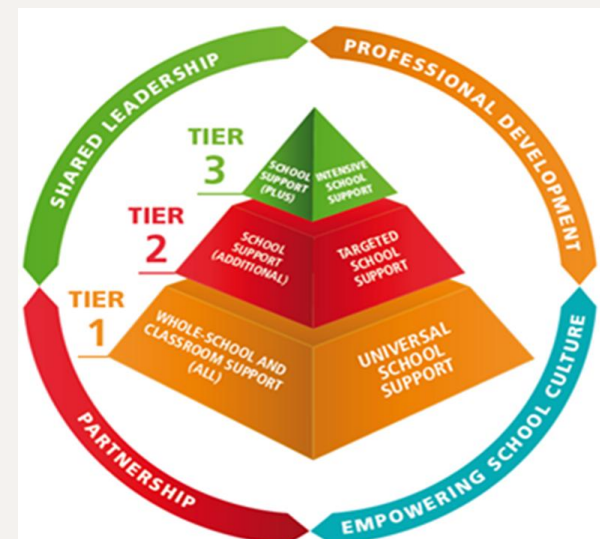 SHARED LEADERSHIP
PROFESSIONAL DEVELOPMENT
TIER
3
SCHOOL
SUPPORT
(PLUS)
INTENSIVE
SCHOOL
SUPPORT
TIER
2
SCHOOL
SUPPORT
(ADDITIONAL)
TARGETED
SCHOOL
SUPPORT
TIER
1
WHOLE-SCHOOL AND
CLASSROOM SUPPORT
(ALL)
UNIVERSAL
SCHOOL
SUPPORT
PARTNERSHIP
EMPOWERING SCHOOL CULTURE